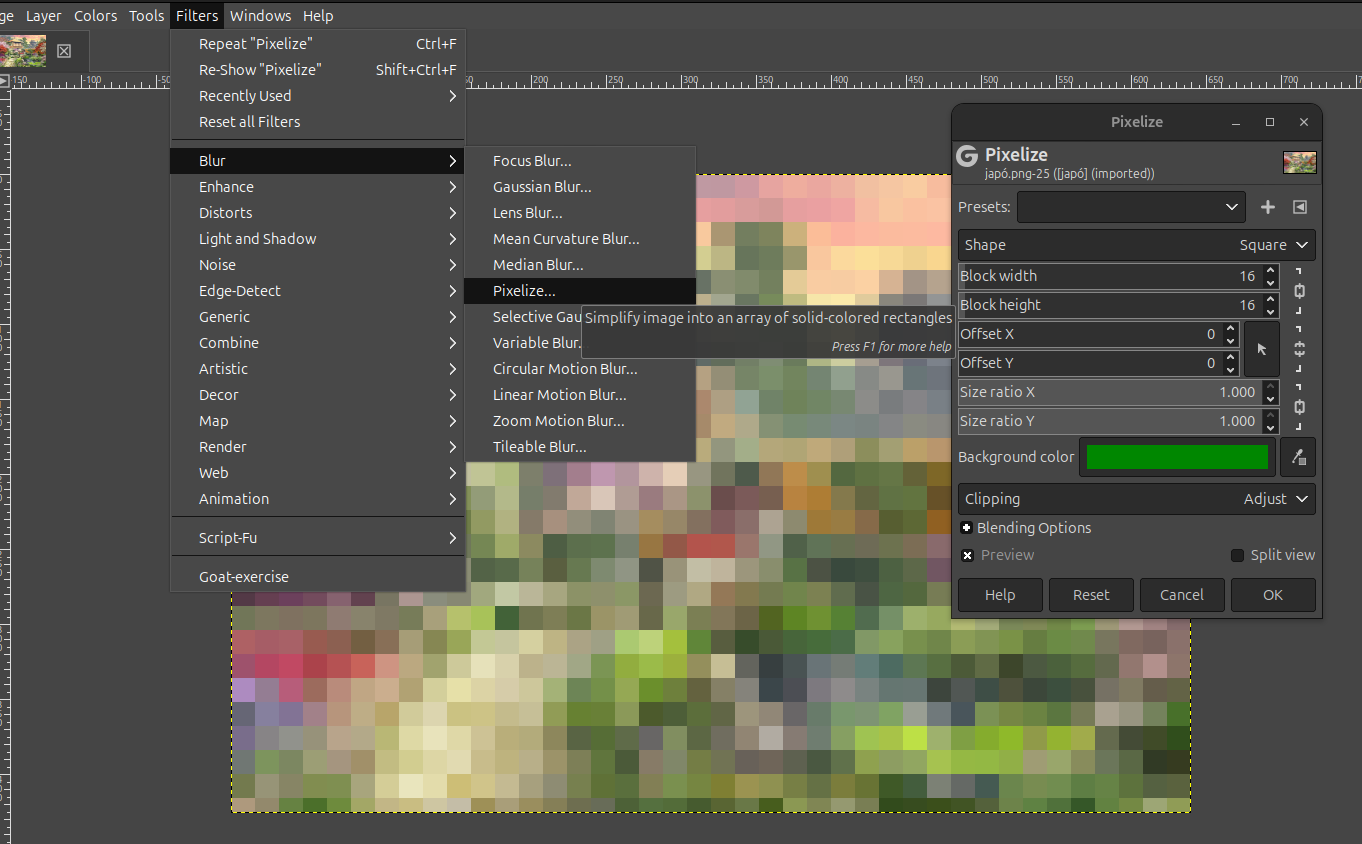 ge Layer Colors Tools Filters Windows Help
Repeat "Pixelize" Ctrl+F
Re-Show "Pixelize" Shift+Ctrl+F
Recently Used
Reset all Filters
Blur
Enhance
Distorts
Light and Shadow
Noise
Edge-Detect
Generic
Combine
Artistic
Decor
Map
Render
Web
Animation
Script-Fu
Goat-exercise
Focus Blur...
Gaussian Blur...
Lens Blur...
Mean Curvature Blur...
Median Blur...
Pixelize...
Selective Gau
Variable Blur.
Circular Motion Blur...
Linear Motion Blur...
Zoom Motion Blur...
Tileable Blur...
Simplify image into an array of solid-colored rectangles
Press F1 for more help
-150 -100 -50 200 250 300 350 400 450 500 550 600 650 700
Pixelize
Pixelize
japó.png-25 ([japó] (imported))
Presets:
Shape Square
Block width 16
Block height 16
Offset X 0
Offset Y 0
Size ratio X 1.000
Size ratio Y 1.000
Background color
Clipping Adjust
Blending Options
Preview Split view
Help Reset Cancel OK